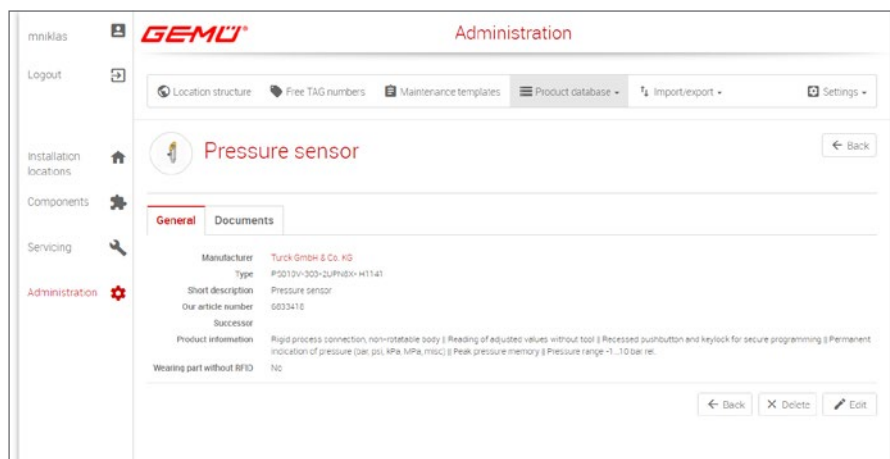 mniklas
GEMÜ®
Administration
Logout
Location structure
Free TAG numbers
Maintenance templates
Product database
Import/export
Settings
Installation
locations
Components
Servicing
Administration
Pressure sensor
Back
General
Documents
Manufacturer Turck GmbH & Co. KG
Type PS010V-303-2UPN8X- H1141
Short description Pressure sensor
Our article number 6833418
Successor
Product information Rigid process connection, non-rotatable body || Reading of adjusted values without tool || Recessed pushbutton and keylock for secure programming || Permanent
indication of pressure (bar, psi, kPa, MPa, misc) || Peak pressure memory || Pressure range -1...10 bar rel.
Wearing part without RFID No
Back
Delete
Edit